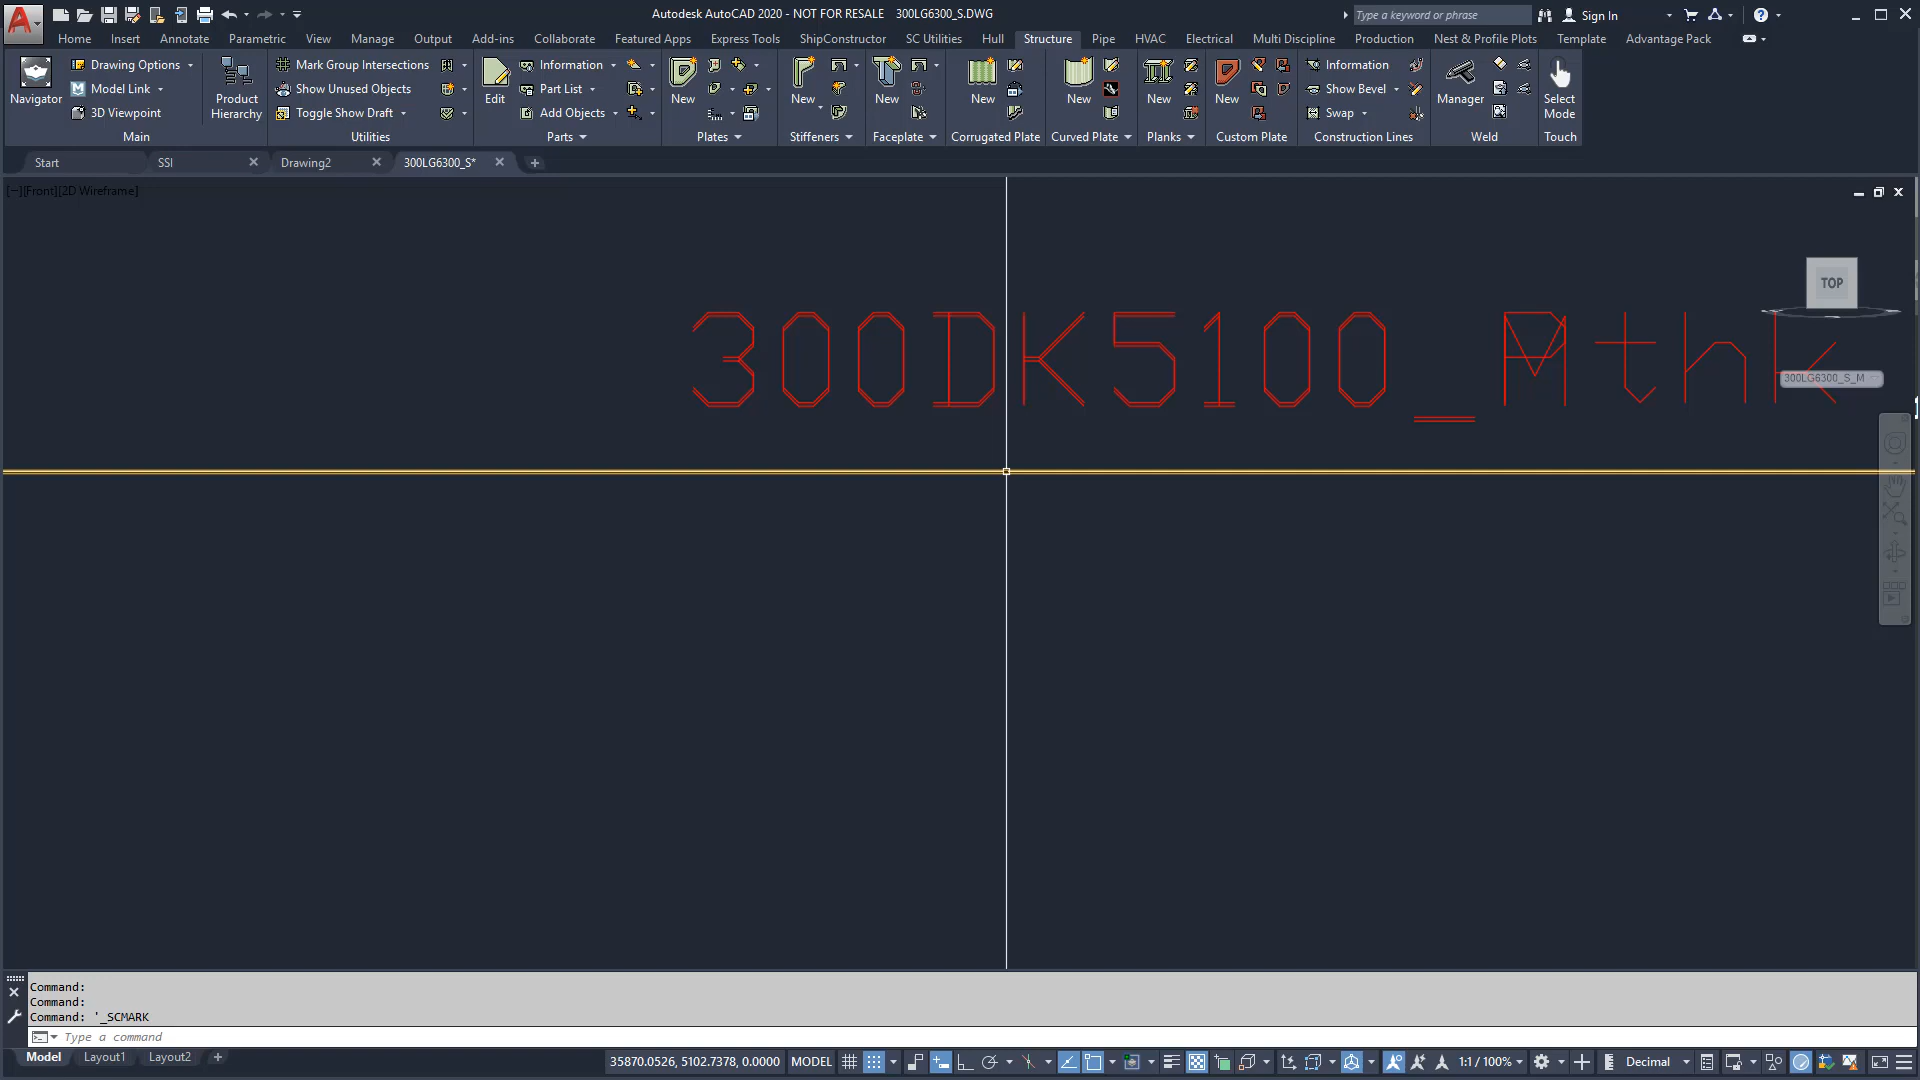 Autodesk AutoCAD 2020 - NOT FOR RESALE 300LG6300_S.DWG
Type a keyword or phrase
Sign In
Home Insert Annotate Parametric View Manage Output Add-ins Collaborate Featured Apps Express Tools ShipConstructor SC Utilities Hull Structure Pipe HVAC Electrical Multi Discipline Production Nest & Profile Plots Template Advantage Pack
Navigator
Drawing Options
Model Link
3D Viewpoint
Product Hierarchy
Main
Mark Group Intersections
Show Unused Objects
Toggle Show Draft
Utilities
Edit
Information
Part List
Add Objects
Parts
New
Plates
New
Stiffeners
New
Faceplate
New
Corrugated Plate
New
Curved Plate
New
Planks
New
Custom Plate
Information
Show Bevel
Swap
Construction Lines
Manager
Weld
Select Mode
Touch
Start SSI Drawing2 300LG6300_S*
[−][Front][2D Wireframe]
TOP
300DK5100_Mthk
300LG6300_S_M
Command:
Command:
Command: '_SCMARK
Type a command
Model Layout1 Layout2
35870.0526, 5102.7378, 0.0000 MODEL
1:1 / 100%
Decimal